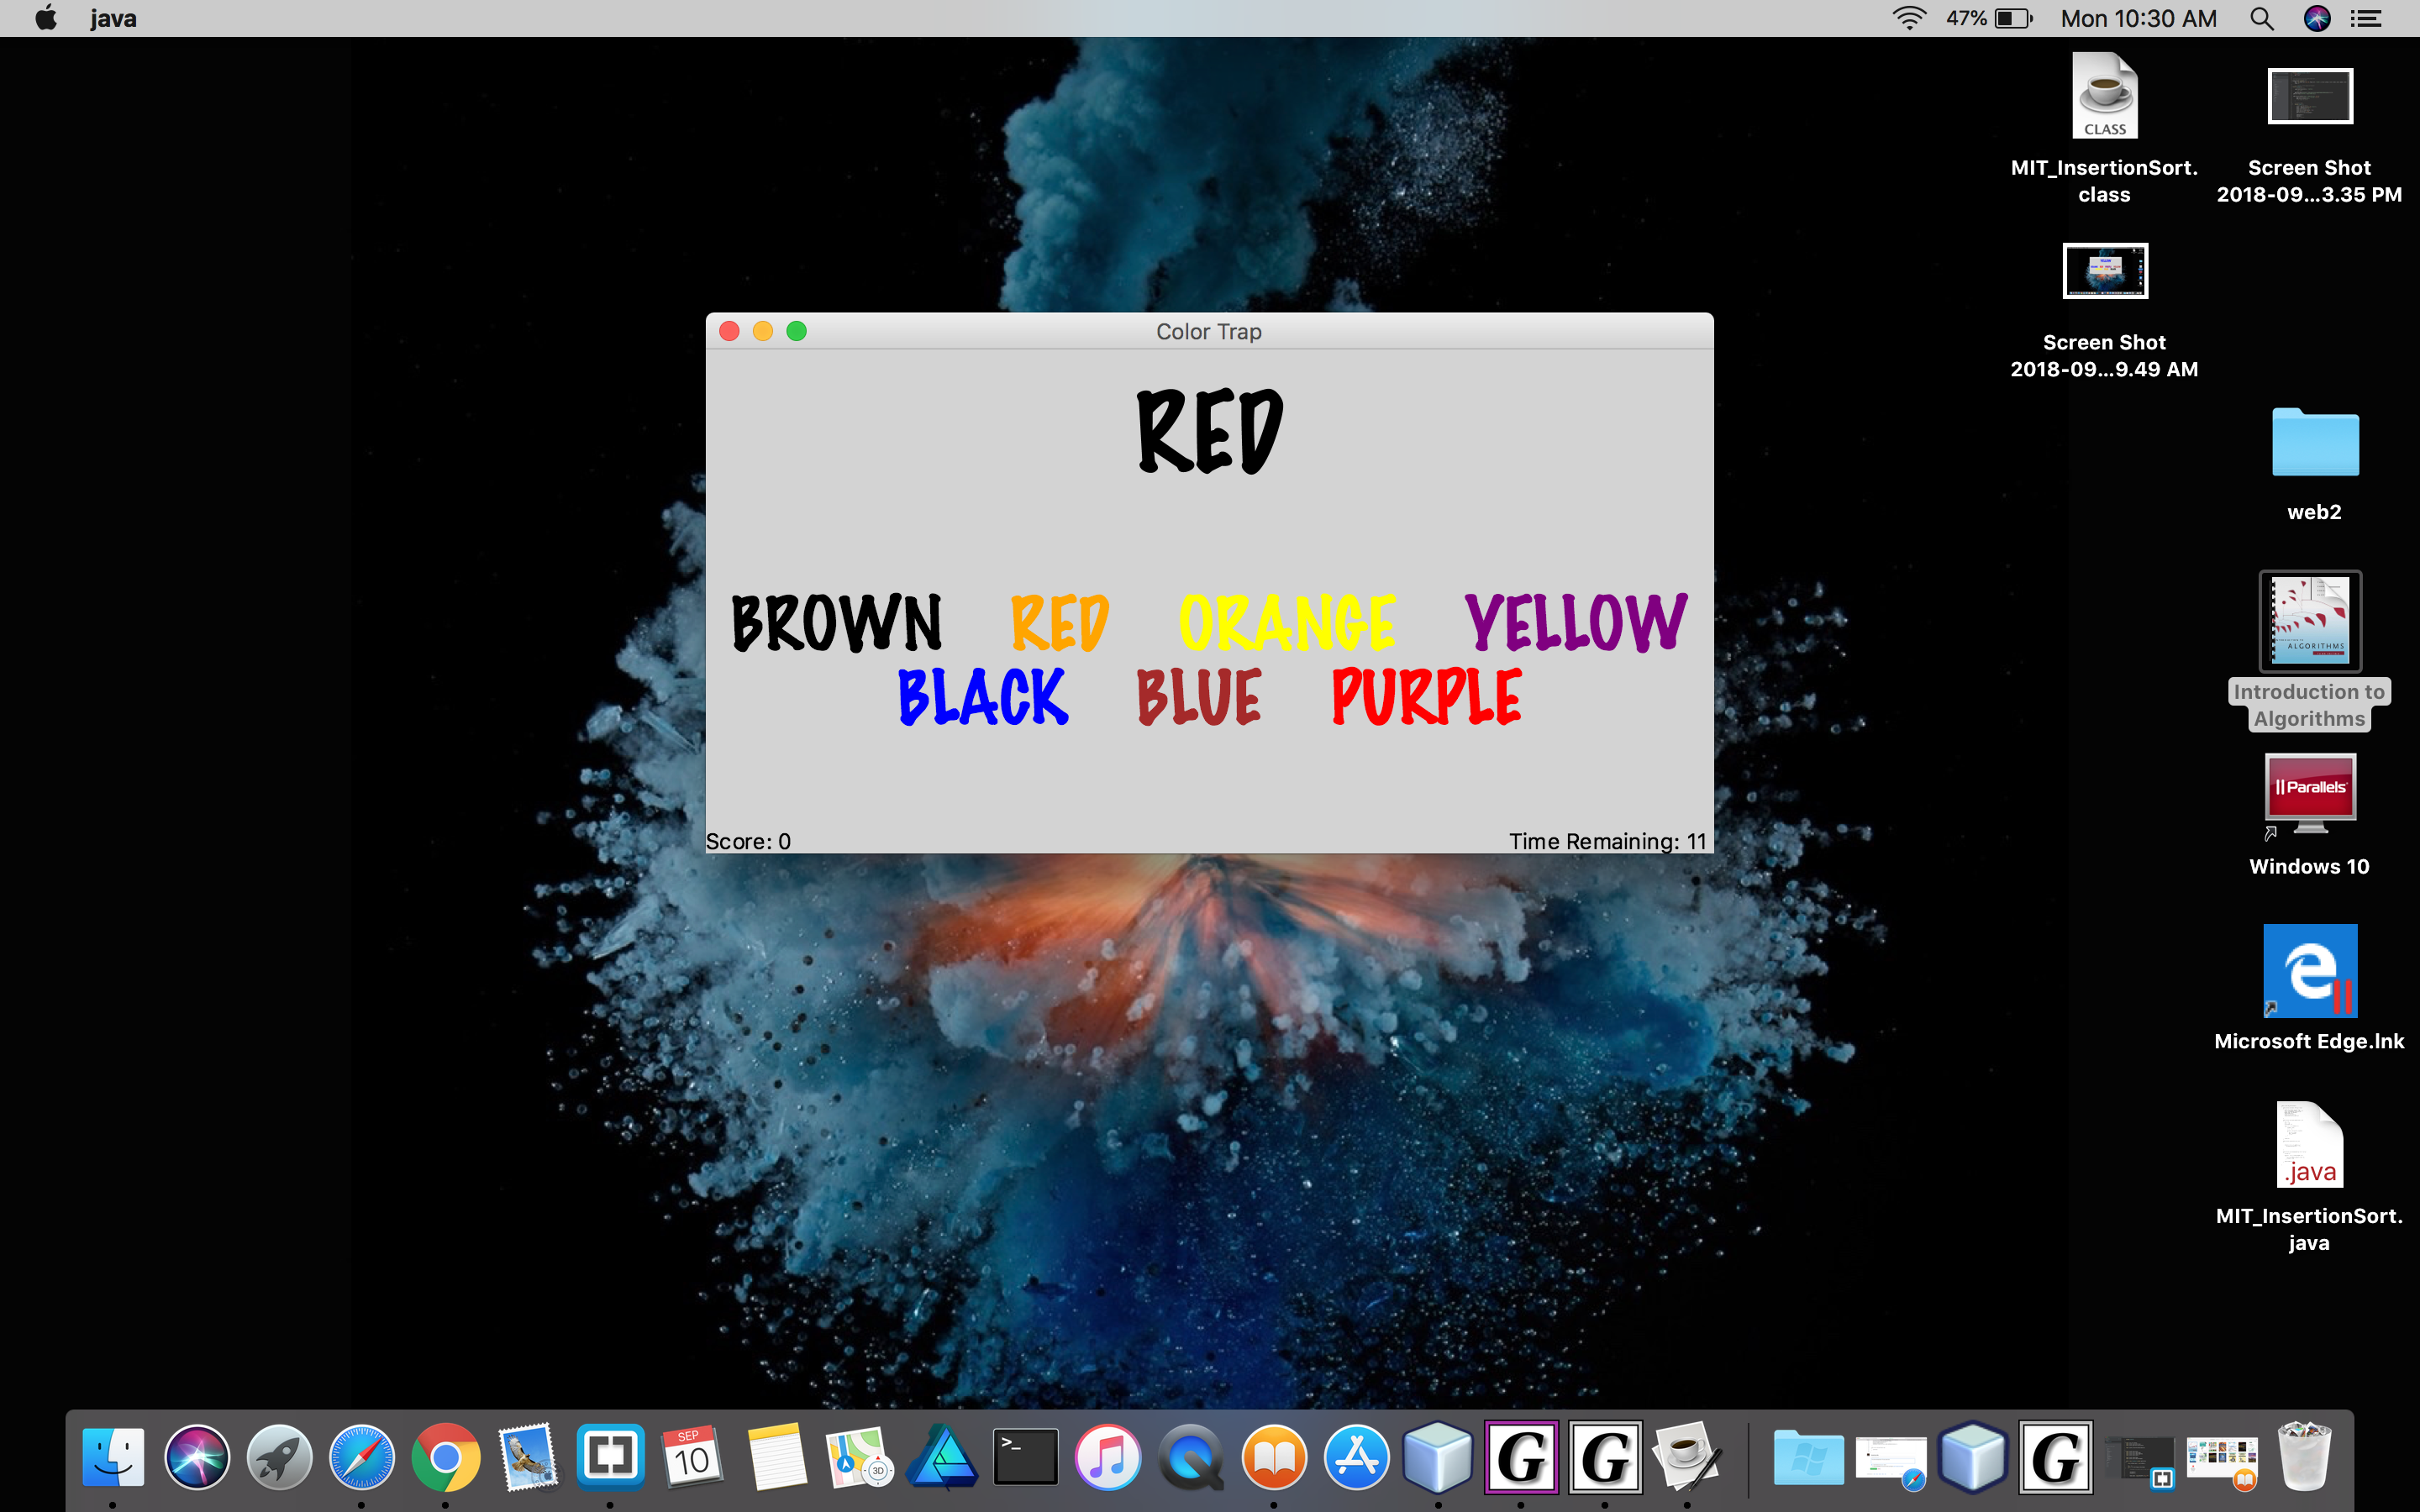 java 47% Mon 10:30 AM
CLASS
MIT_InsertionSort.
class
Screen Shot
2018-09...3.35 PM
Screen Shot
2018-09...9.49 AM
Color Trap
RED
BROWN RED ORANGE YELLOW
BLACK BLUE PURPLE
Score: 0 Time Remaining: 11
web2
ALGORITHMS
Introduction to
Algorithms
Parallels
Windows 10
Microsoft Edge.lnk
.java
MIT_InsertionSort.
java
SEP
10
3D
>_
G
G
G